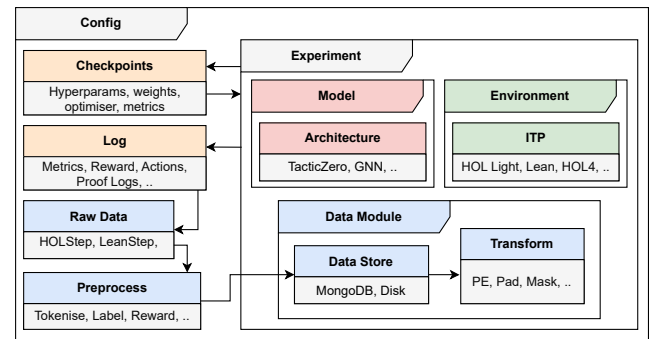 Config
Checkpoints
Hyperparams, weights,
optimiser, metrics
Log
Metrics, Reward, Actions,
Proof Logs, ..
Raw Data
HOLStep, LeanStep,
Preprocess
Tokenise, Label, Reward, ..
Experiment
Model
Architecture
TacticZero, GNN, ..
Environment
ITP
HOL Light, Lean, HOL4, ..
Data Module
Data Store
MongoDB, Disk
Transform
PE, Pad, Mask, ..